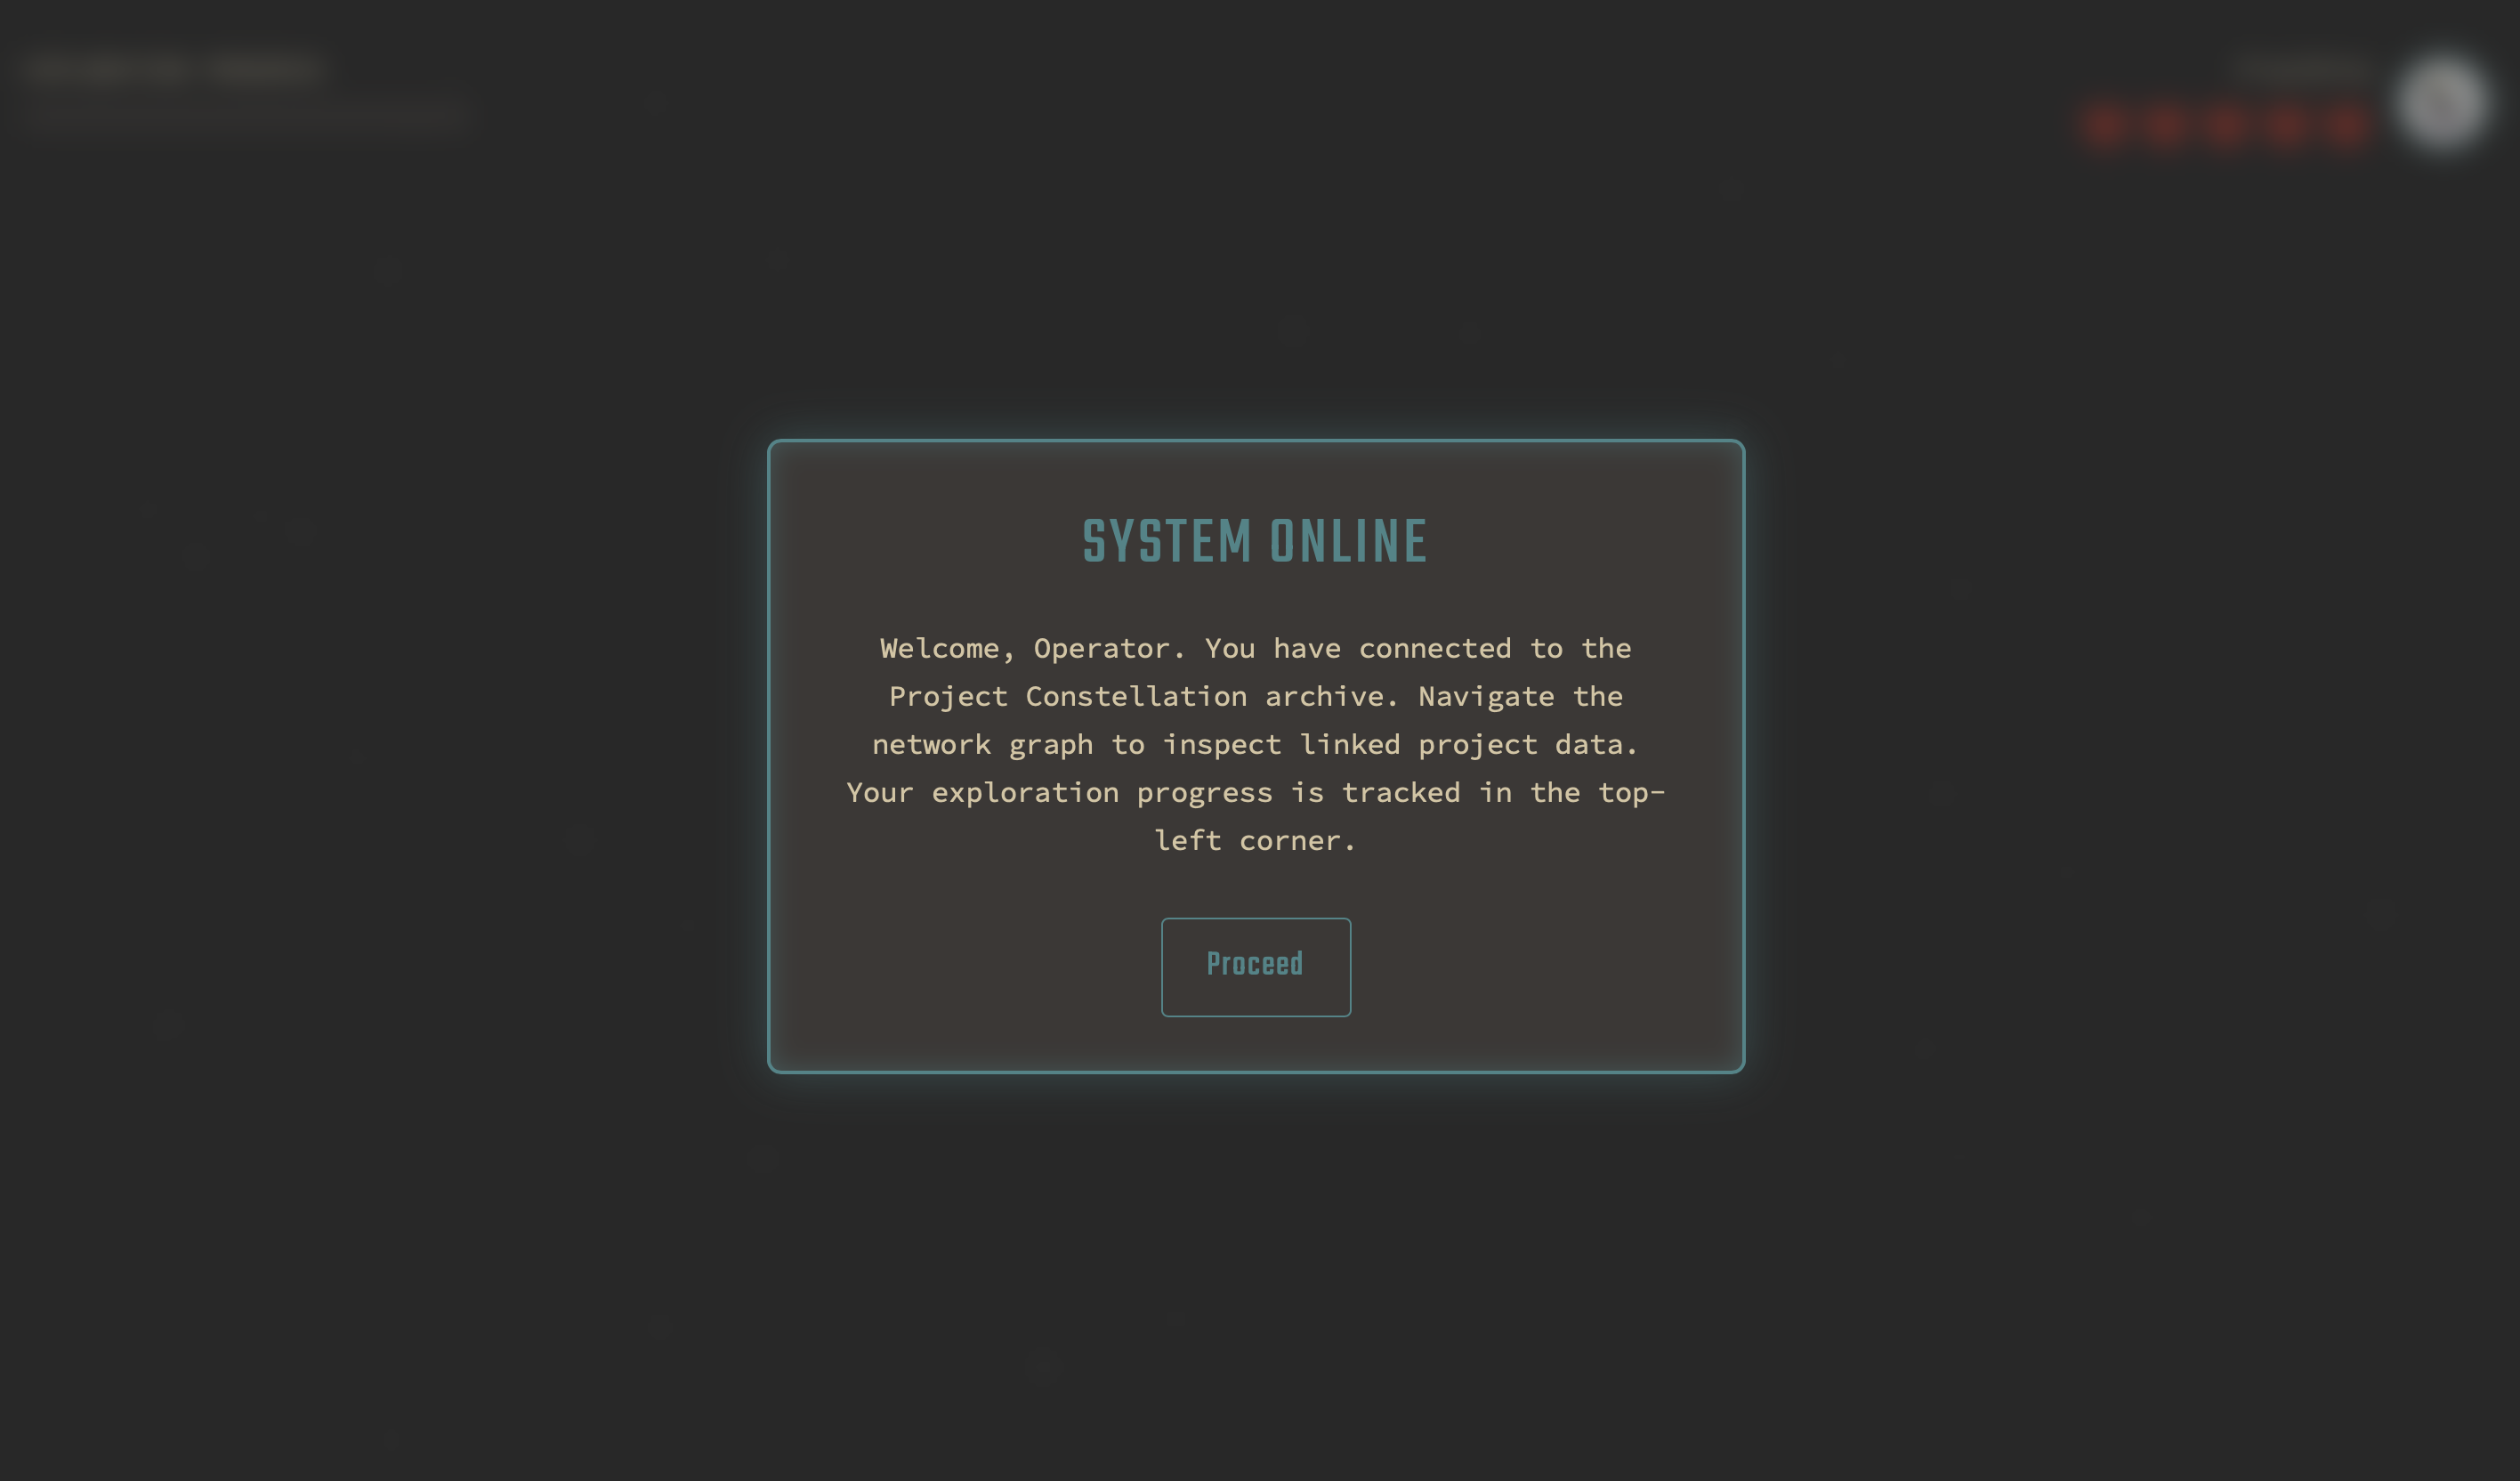 SYSTEM ONLINE
Welcome, Operator. You have connected to the
Project Constellation archive. Navigate the
network graph to inspect linked project data.
Your exploration progress is tracked in the top-
left corner.
Proceed